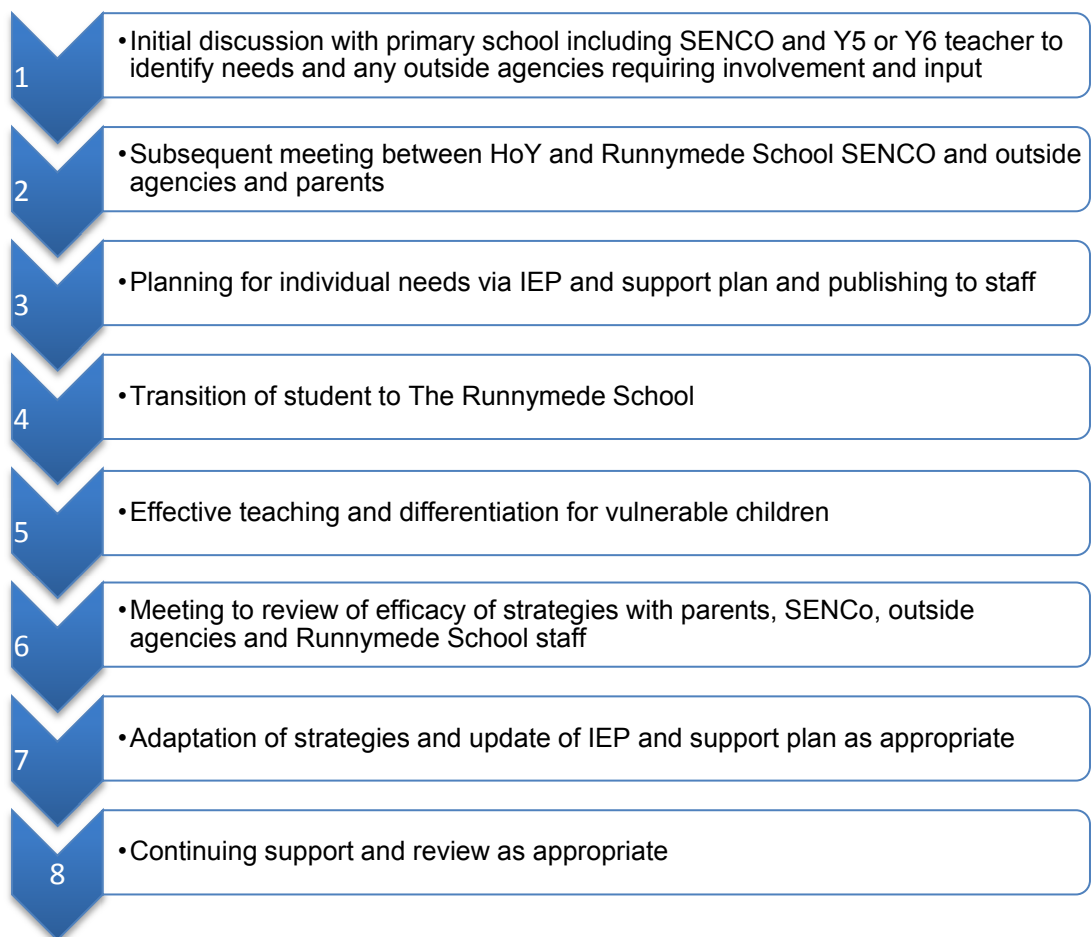 1
•Initial discussion with primary school including SENCO and Y5 or Y6 teacher to
identify needs and any outside agencies requiring involvement and input
2
•Subsequent meeting between HoY and Runnymede School SENCO and outside
agencies and parents
3
•Planning for individual needs via IEP and support plan and publishing to staff
4
•Transition of student to The Runnymede School
5
•Effective teaching and differentiation for vulnerable children
6
•Meeting to review of efficacy of strategies with parents, SENCo, outside
agencies and Runnymede School staff
7
•Adaptation of strategies and update of IEP and support plan as appropriate
8
•Continuing support and review as appropriate